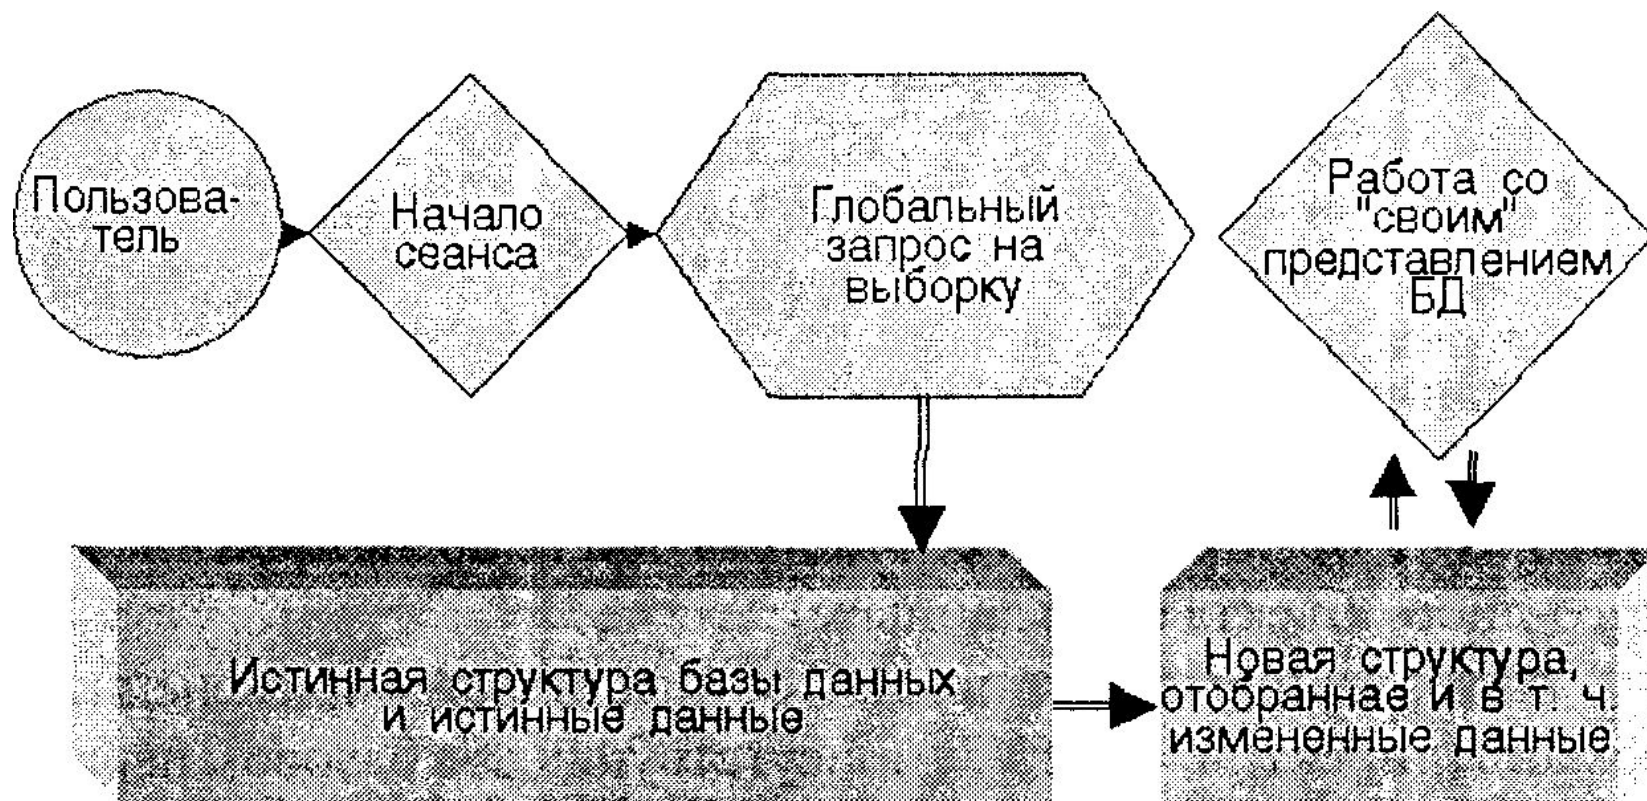 Пользова-
тель
Начало
сеанса
Глобальный
запрос на
выборку
Работа со
"своим"
представлением
БД
Истинная структура базы данных
и истинные данные
Новая структура,
отобраннае и в т. ч.
измененные данные